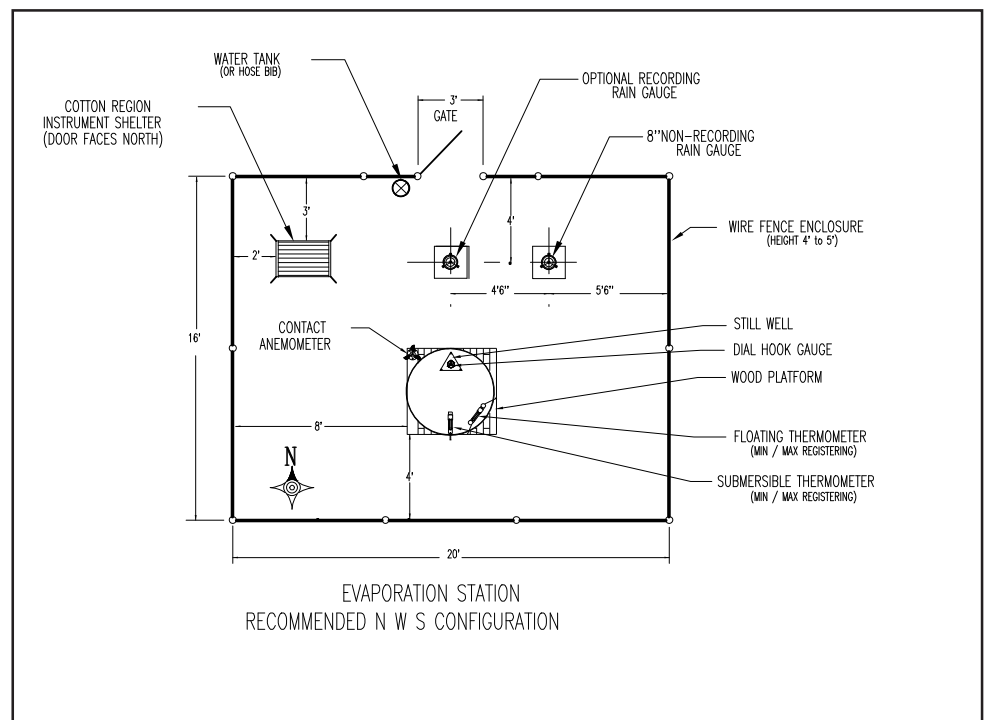 WATER TANK
(OR HOSE BIB)
COTTON REGION
INSTRUMENT SHELTER
(DOOR FACES NORTH)
3'
GATE
OPTIONAL RECORDING
RAIN GAUGE
8''NON-RECORDING
RAIN GAUGE
3'
4'
WIRE FENCE ENCLOSURE
(HEIGHT 4' to 5')
2'
4'6''
5'6''
16'
CONTACT
ANEMOMETER
STILL WELL
DIAL HOOK GAUGE
WOOD PLATFORM
8'
FLOATING THERMOMETER
(MIN / MAX REGISTERING)
N
4'
SUBMERSIBLE THERMOMETER
(MIN / MAX REGISTERING)
20'
EVAPORATION STATION
RECOMMENDED N W S CONFIGURATION